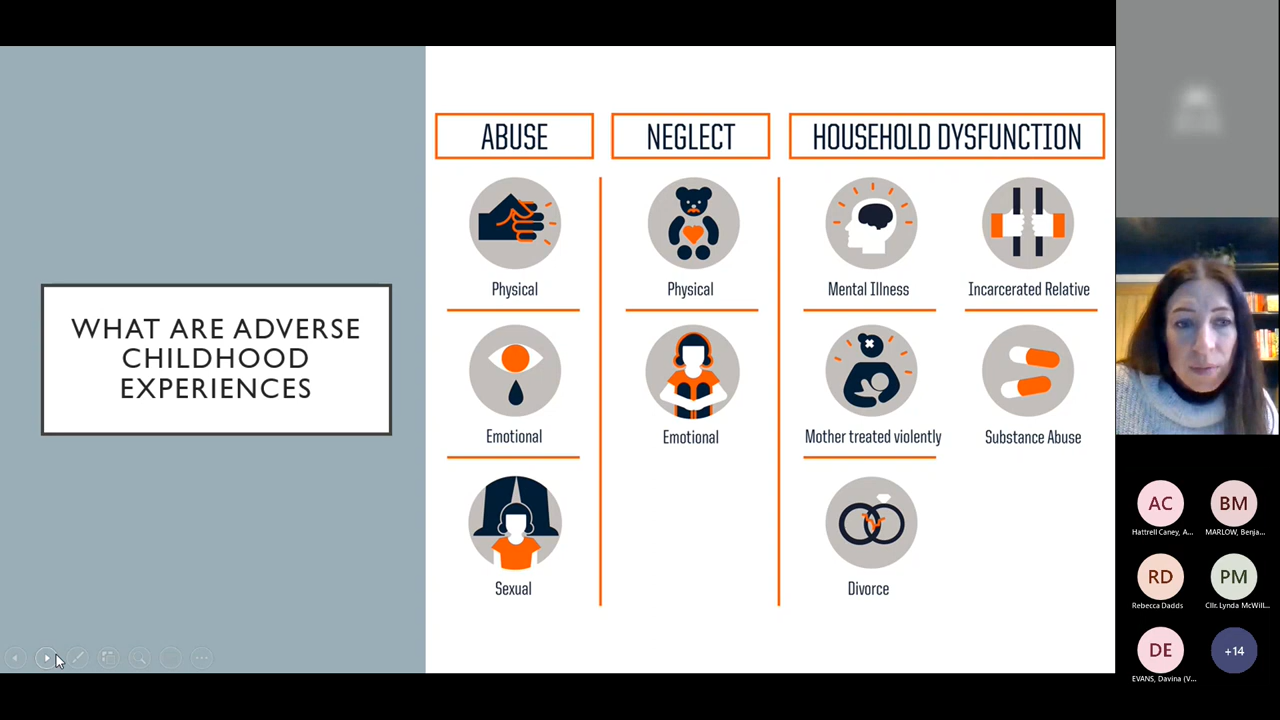 WHAT ARE ADVERSE
CHILDHOOD
EXPERIENCES
ABUSE
Physical
Emotional
Sexual
NEGLECT
Physical
Emotional
HOUSEHOLD DYSFUNCTION
Mental Illness
Incarcerated Relative
Mother treated violently
Substance Abuse
Divorce
AC
Hattrell Caney, A...
BM
MARLOW, Benja...
RD
Rebecca Dadds
PM
Cllr. Lynda McWill...
DE
EVANS, Davina (V...
+14